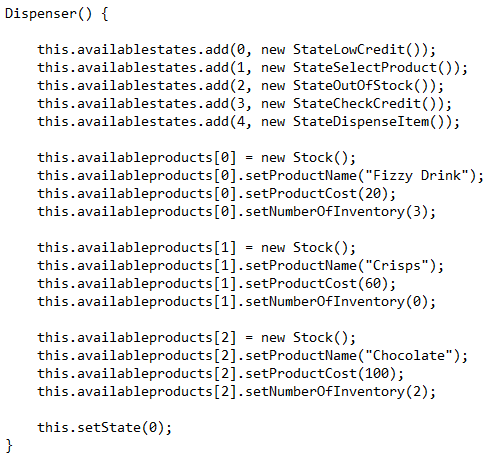 Dispenser() {
this.availablestates.add(0, new StateLowCredit());
this.availablestates.add(1, new StateSelectProduct());
this.availablestates.add(2, new StateOutOfStock());
this.availablestates.add(3, new StateCheckCredit());
this.availablestates.add(4, new StateDispenseItem());
this.availableproducts[0] = new Stock();
this.availableproducts[0].setProductName("Fizzy Drink");
this.availableproducts[0].setProductCost(20);
this.availableproducts[0].setNumberOfInventory(3);
this.availableproducts[1] = new Stock();
this.availableproducts[1].setProductName("Crisps");
this.availableproducts[1].setProductCost(60);
this.availableproducts[1].setNumberOfInventory(0);
this.availableproducts[2] = new Stock();
this.availableproducts[2].setProductName("Chocolate");
this.availableproducts[2].setProductCost(100);
this.availableproducts[2].setNumberOfInventory(2);
this.setState(0);
}